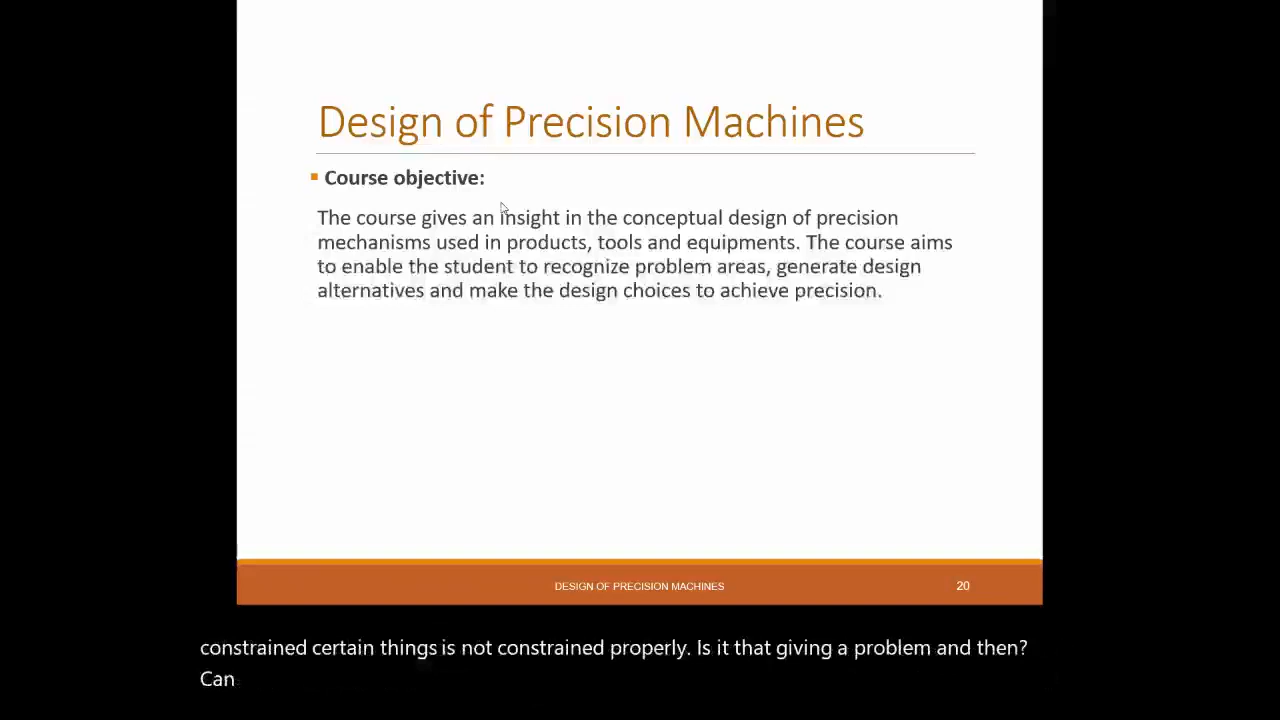 Design of Precision Machines
Course objective:
The course gives an insight in the conceptual design of precision
mechanisms used in products, tools and equipments. The course aims
to enable the student to recognize problem areas, generate design
alternatives and make the design choices to achieve precision.
DESIGN OF PRECISION MACHINES
20
constrained certain things is not constrained properly. Is it that giving a problem and then?
Can